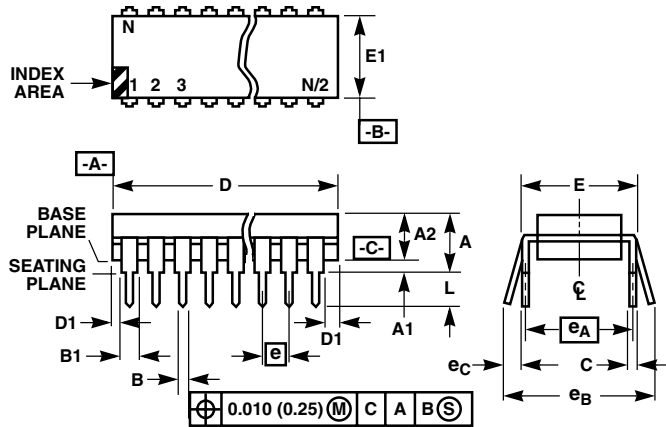 N
E1
INDEX
AREA
1 2 3 N/2
-B-
-A-
D
E
BASE
PLANE
A2
A
-C-
SEATING
PLANE
L
C
L
D1
A1
D1
eA
B1
e
eC
C
B
eB
0.010 (0.25) M C A B S